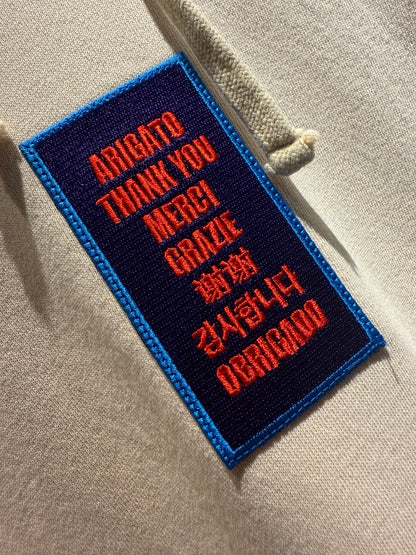 ARIGATO
THANK YOU
MERCI
GRAZIE
谢谢
감사합니다
OBRIGADO